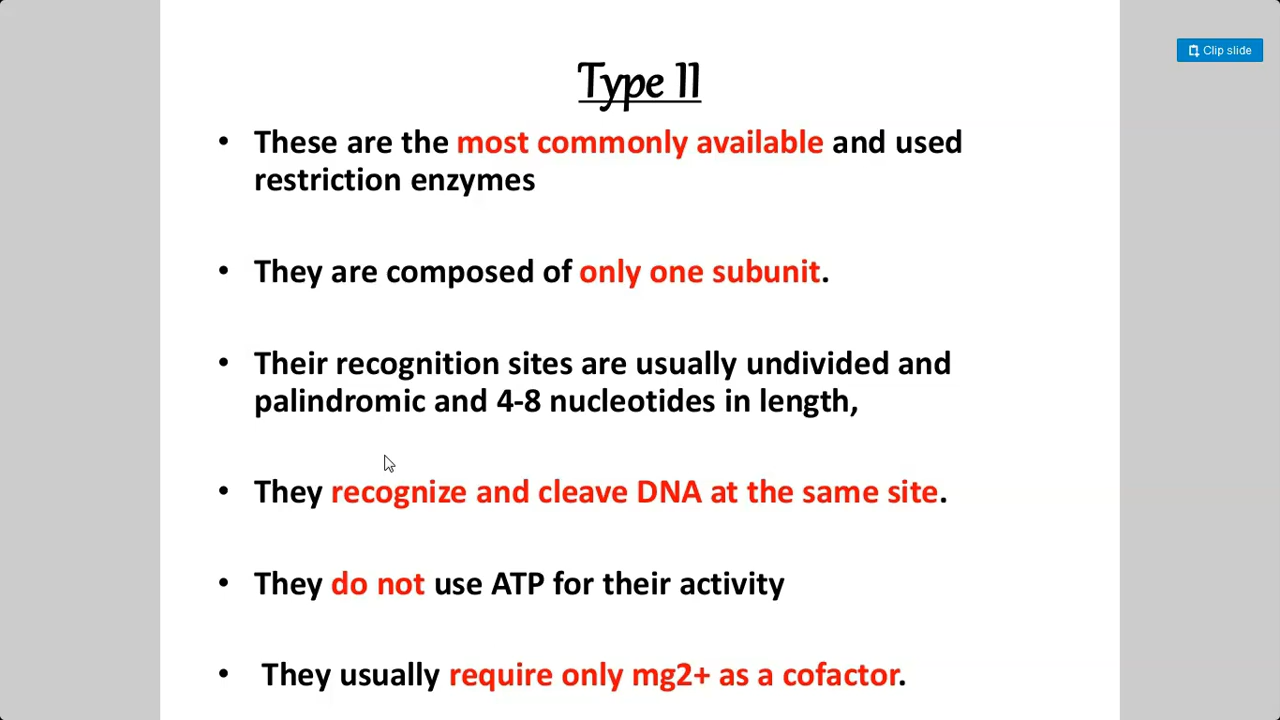 Clip slide
Type II
• These are the most commonly available and used
restriction enzymes
• They are composed of only one subunit.
• Their recognition sites are usually undivided and
palindromic and 4-8 nucleotides in length,
• They recognize and cleave DNA at the same site.
• They do not use ATP for their activity
• They usually require only mg2+ as a cofactor.